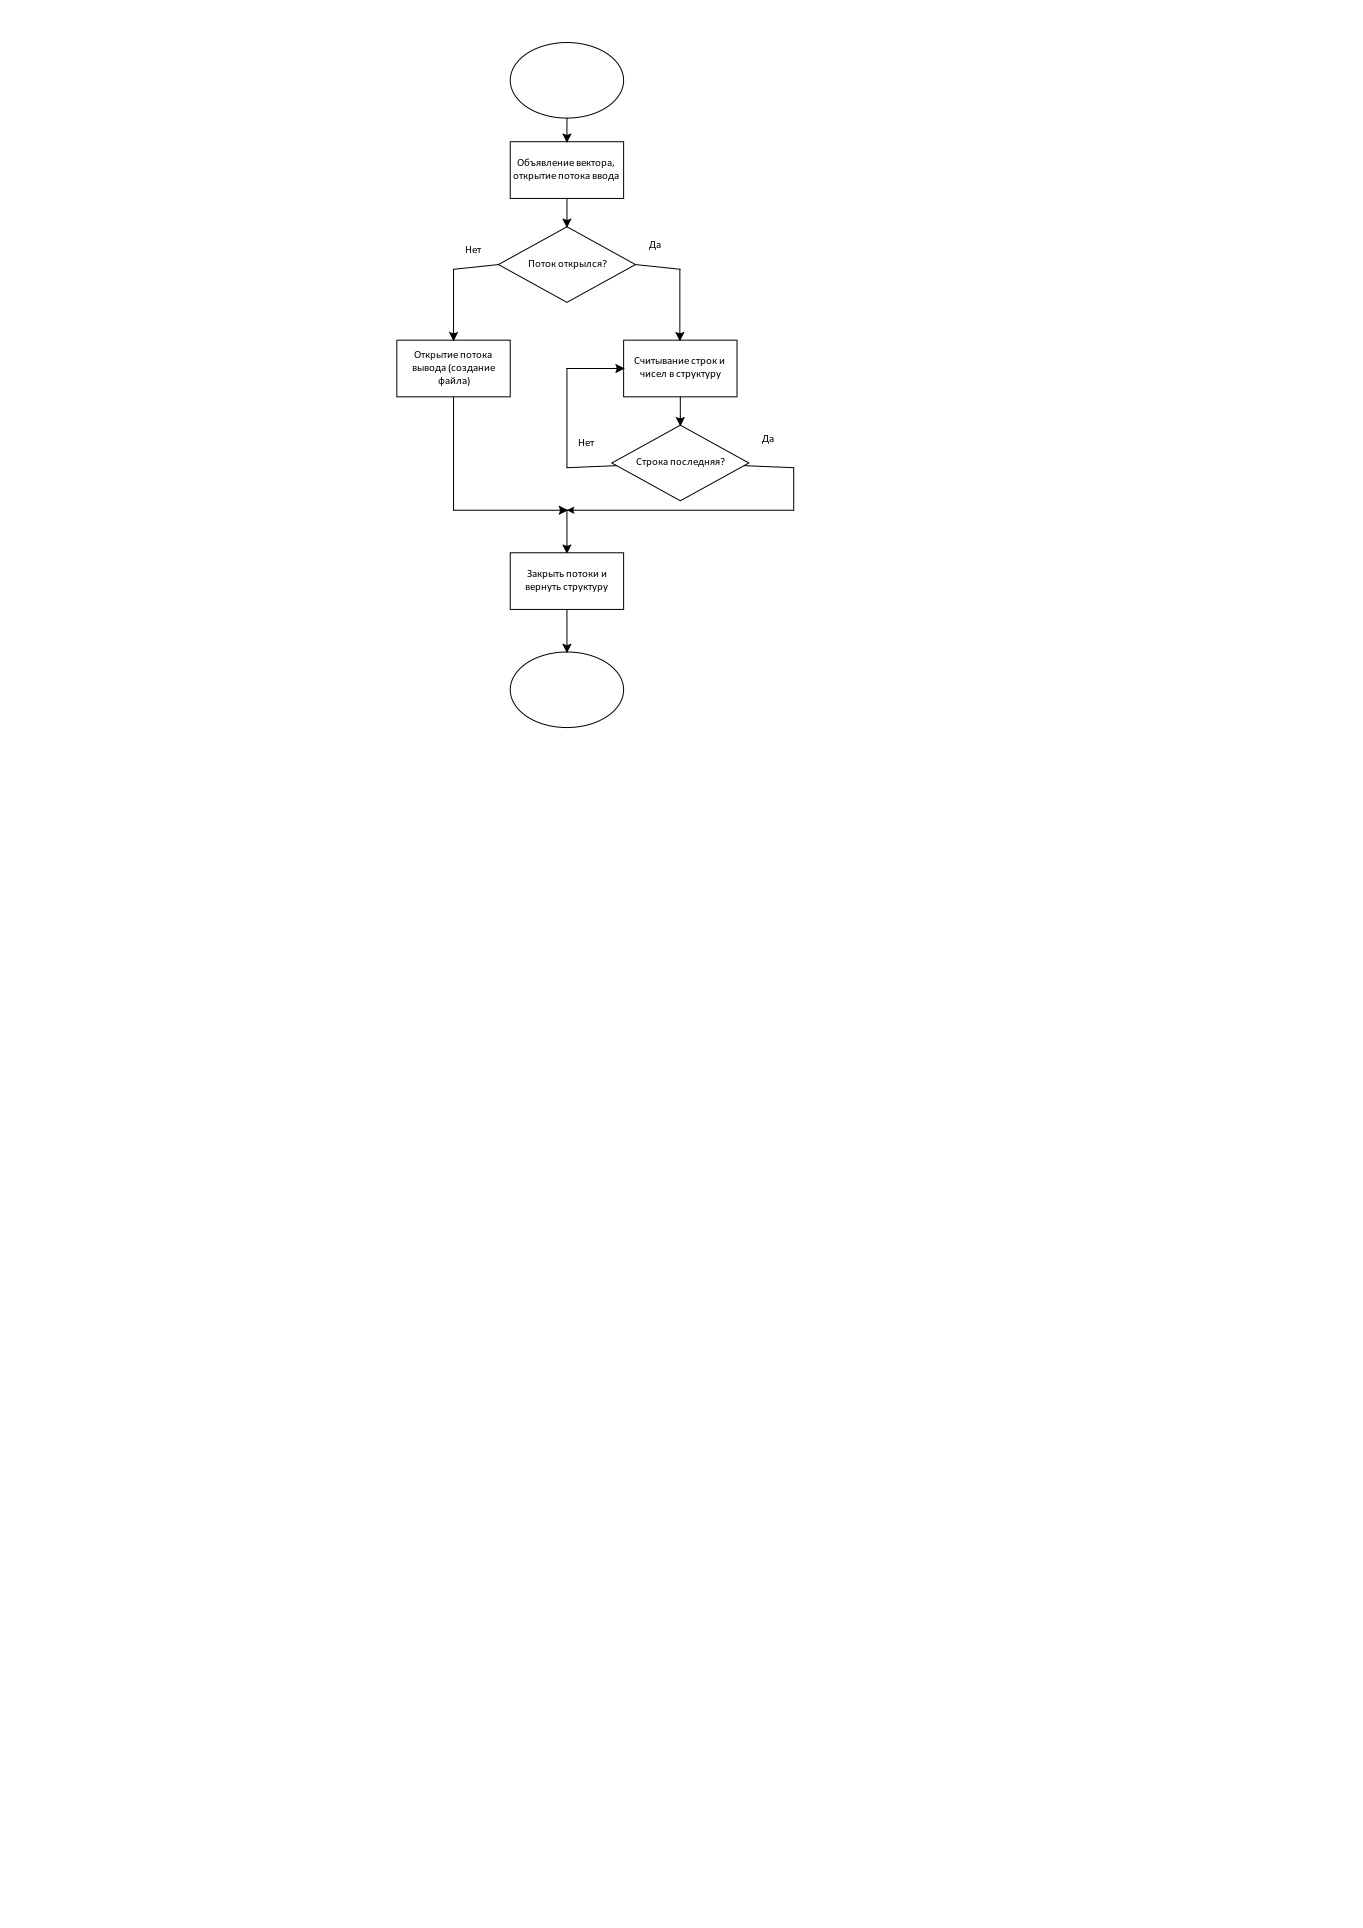 Объявление вектора,
открытие потока ввода
Нет
Да
Поток открылся?
Открытие потока
вывода (создание
файла)
Считывание строк и
чисел в структуру
Нет
Да
Строка последняя?
Закрыть потоки и
вернуть структуру